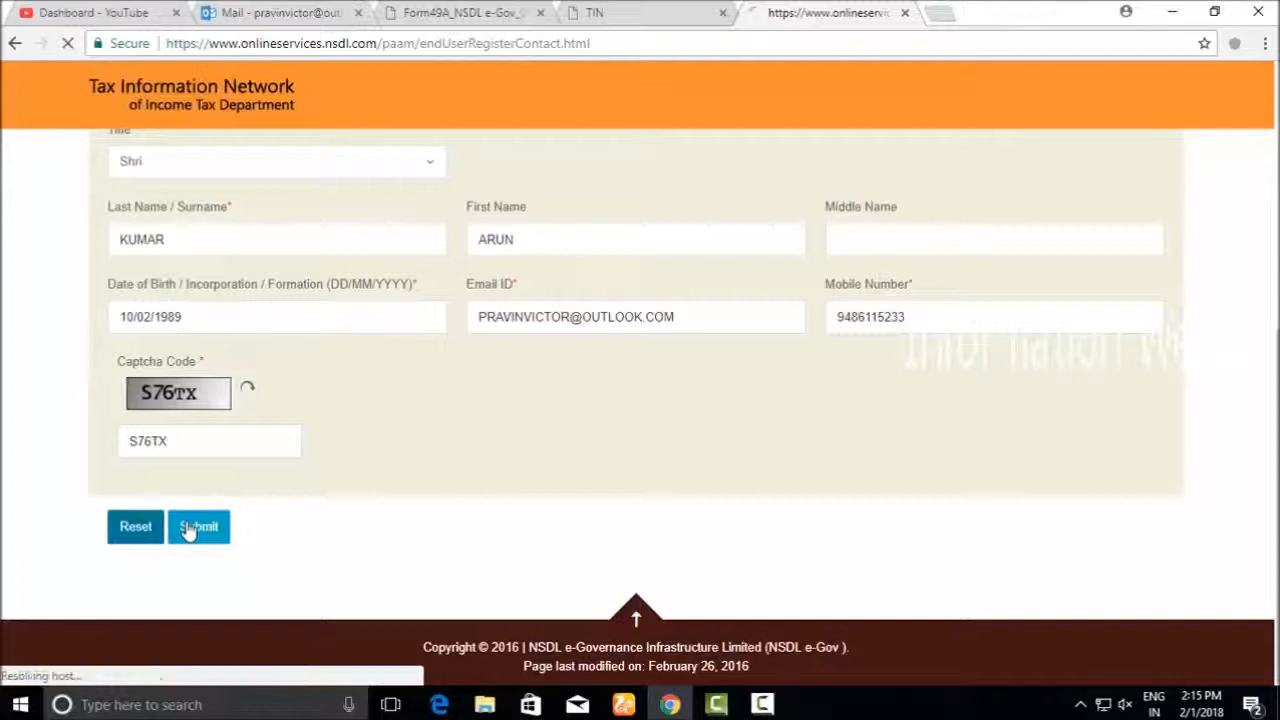 Dashboard - YouTube
Mail - pravinvictor@out
Form49A_NSDL e-Gov_
TIN
https://www.onlineservic
Secure
https://www.onlineservices.nsdl.com/paam/endUserRegisterContact.html
Tax Information Network
of Income Tax Department
Title
Shri
Last Name / Surname*
First Name
Middle Name
KUMAR
ARUN
Date of Birth / Incorporation / Formation (DD/MM/YYYY)*
Email ID*
Mobile Number*
10/02/1989
PRAVINVICTOR@OUTLOOK.COM
9486115233
Information
Captcha Code *
S76TX
S76TX
Reset
Submit
Copyright © 2016 | NSDL e-Governance Infrastructure Limited (NSDL e-Gov ).
Page last modified on: February 26, 2016
Resolving host...
Type here to search
ENG
IN
2:15 PM
2/1/2018
2